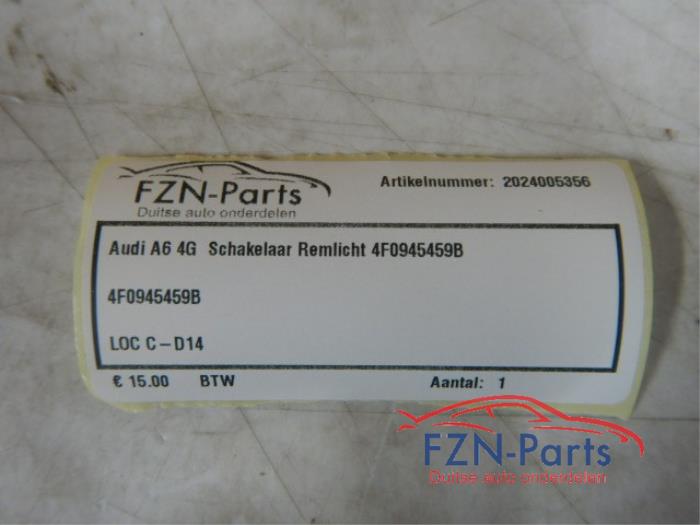 FZN-Parts
Duitse auto onderdelen
Artikelnummer: 2024005356
Audi A6 4G Schakelaar Remlicht 4F0945459B
4F0945459B
LOC C-D14
€ 15.00 BTW Aantal: 1
FZN-Parts
Duitse auto onderdelen